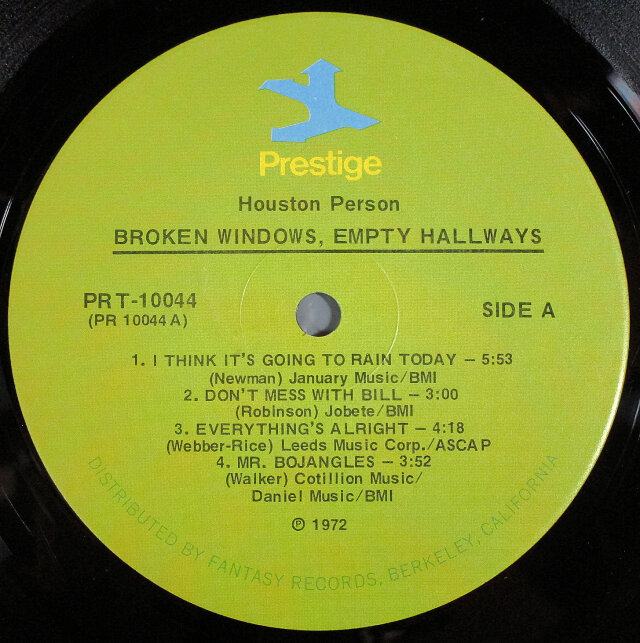 Prestige
Houston Person
BROKEN WINDOWS, EMPTY HALLWAYS
PRT-10044
(PR 10044 A)
SIDE A
1. I THINK IT'S GOING TO RAIN TODAY – 5:53
(Newman) January Music/BMI
2. DON'T MESS WITH BILL – 3:00
(Robinson) Jobete/BMI
3. EVERYTHING'S ALRIGHT – 4:18
(Webber-Rice) Leeds Music Corp./ASCAP
4. MR. BOJANGLES – 3:52
(Walker) Cotillion Music/
Daniel Music/BMI
℗ 1972
DISTRIBUTED BY FANTASY RECORDS, BERKELEY, CALIFORNIA